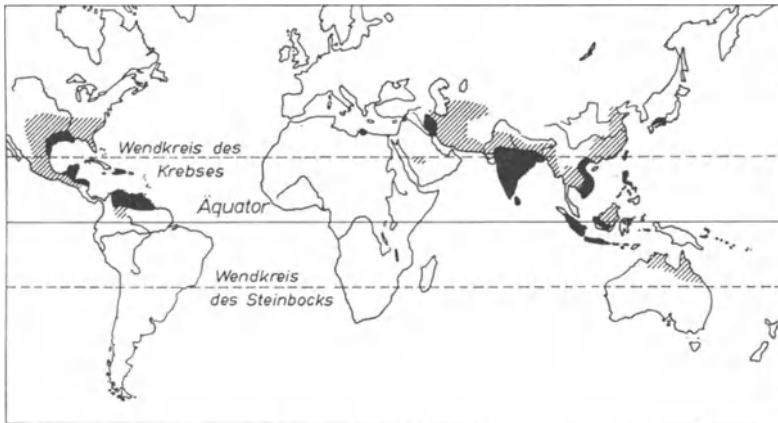 Wendkreis des
Krebses
Äquator
Wendkreis
des Steinbocks